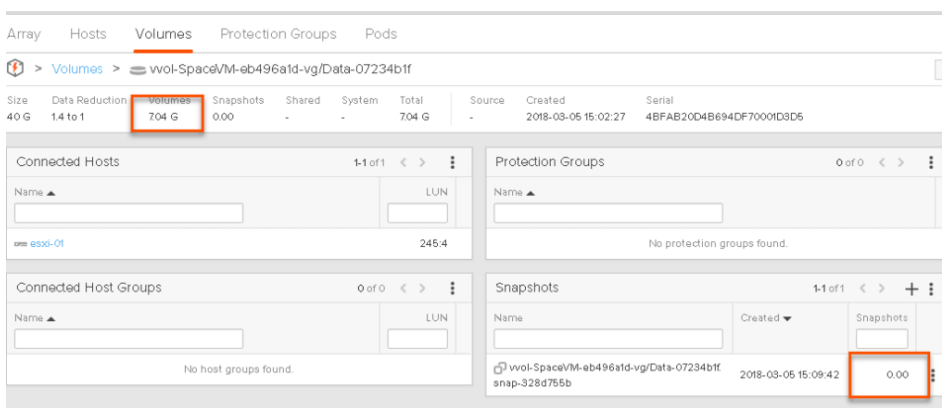 Array Hosts Volumes Protection Groups Pods
> Volumes > vvol-SpaceVM-eb496a1d-vg/Data-07234b1f
Size Data Reduction Volumes Snapshots Shared System Total Source Created Serial
40 G 1.4 to 1 7.04 G 0.00 - - 7.04 G - 2018-03-05 15:02:27 4BFAB20D4B694DF70001D3D5
Connected Hosts 1-1 of 1 < >
Name LUN
esxi-01 245:4
Protection Groups 0 of 0 < >
Name
No protection groups found.
Connected Host Groups 0 of 0 < >
Name LUN
No host groups found.
Snapshots 1-1 of 1 < > +
Name Created Snapshots
vvol-SpaceVM-eb496a1d-vg/Data-07234b1f.
snap-328d755b 2018-03-05 15:09:42 0.00